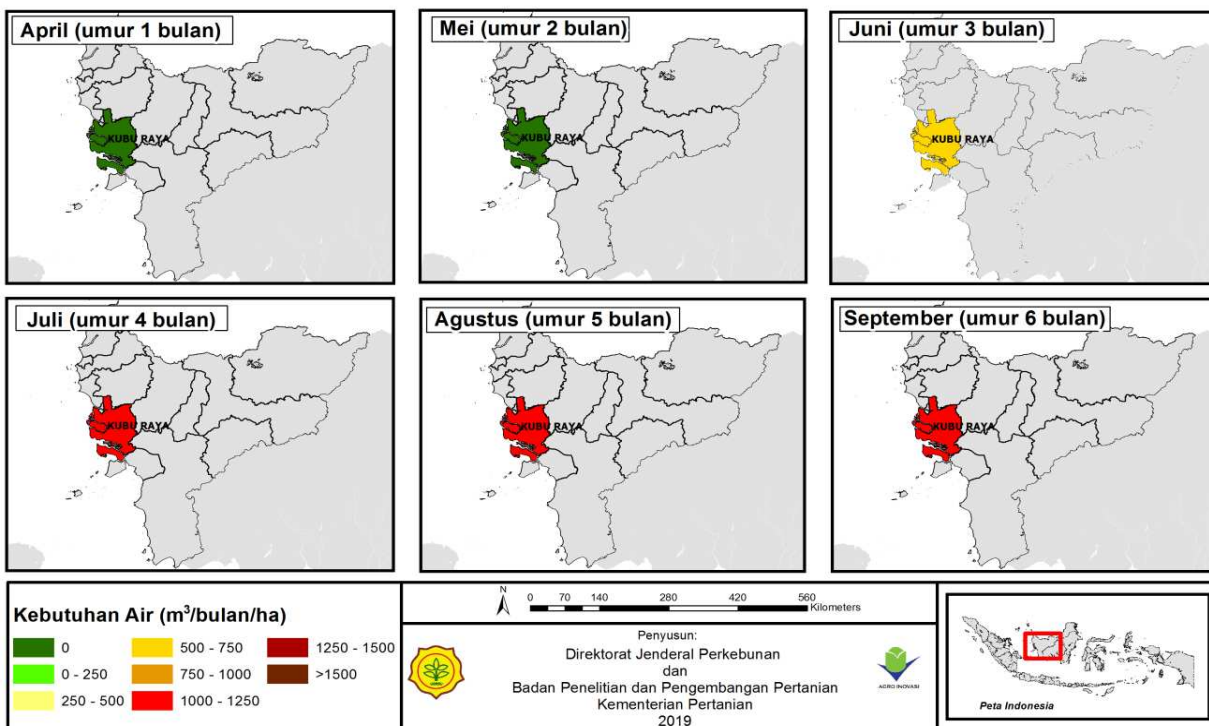 April (umur 1 bulan)
KUBU RAYA
Mei (umur 2 bulan)
KUBU RAYA
Juni (umur 3 bulan)
KUBU RAYA
Juli (umur 4 bulan)
KUBU RAYA
Agustus (umur 5 bulan)
KUBU RAYA
September (umur 6 bulan)
KUBU RAYA
Kebutuhan Air (m³/bulan/ha)
0
0 - 250
250 - 500
500 - 750
750 - 1000
1000 - 1250
1250 - 1500
>1500
N
0 70 140 280 420 560
Kilometers
Penyusun:
Direktorat Jenderal Perkebunan
dan
Badan Penelitian dan Pengembangan Pertanian
Kementerian Pertanian
2019
AGRO INOVASI
Peta Indonesia